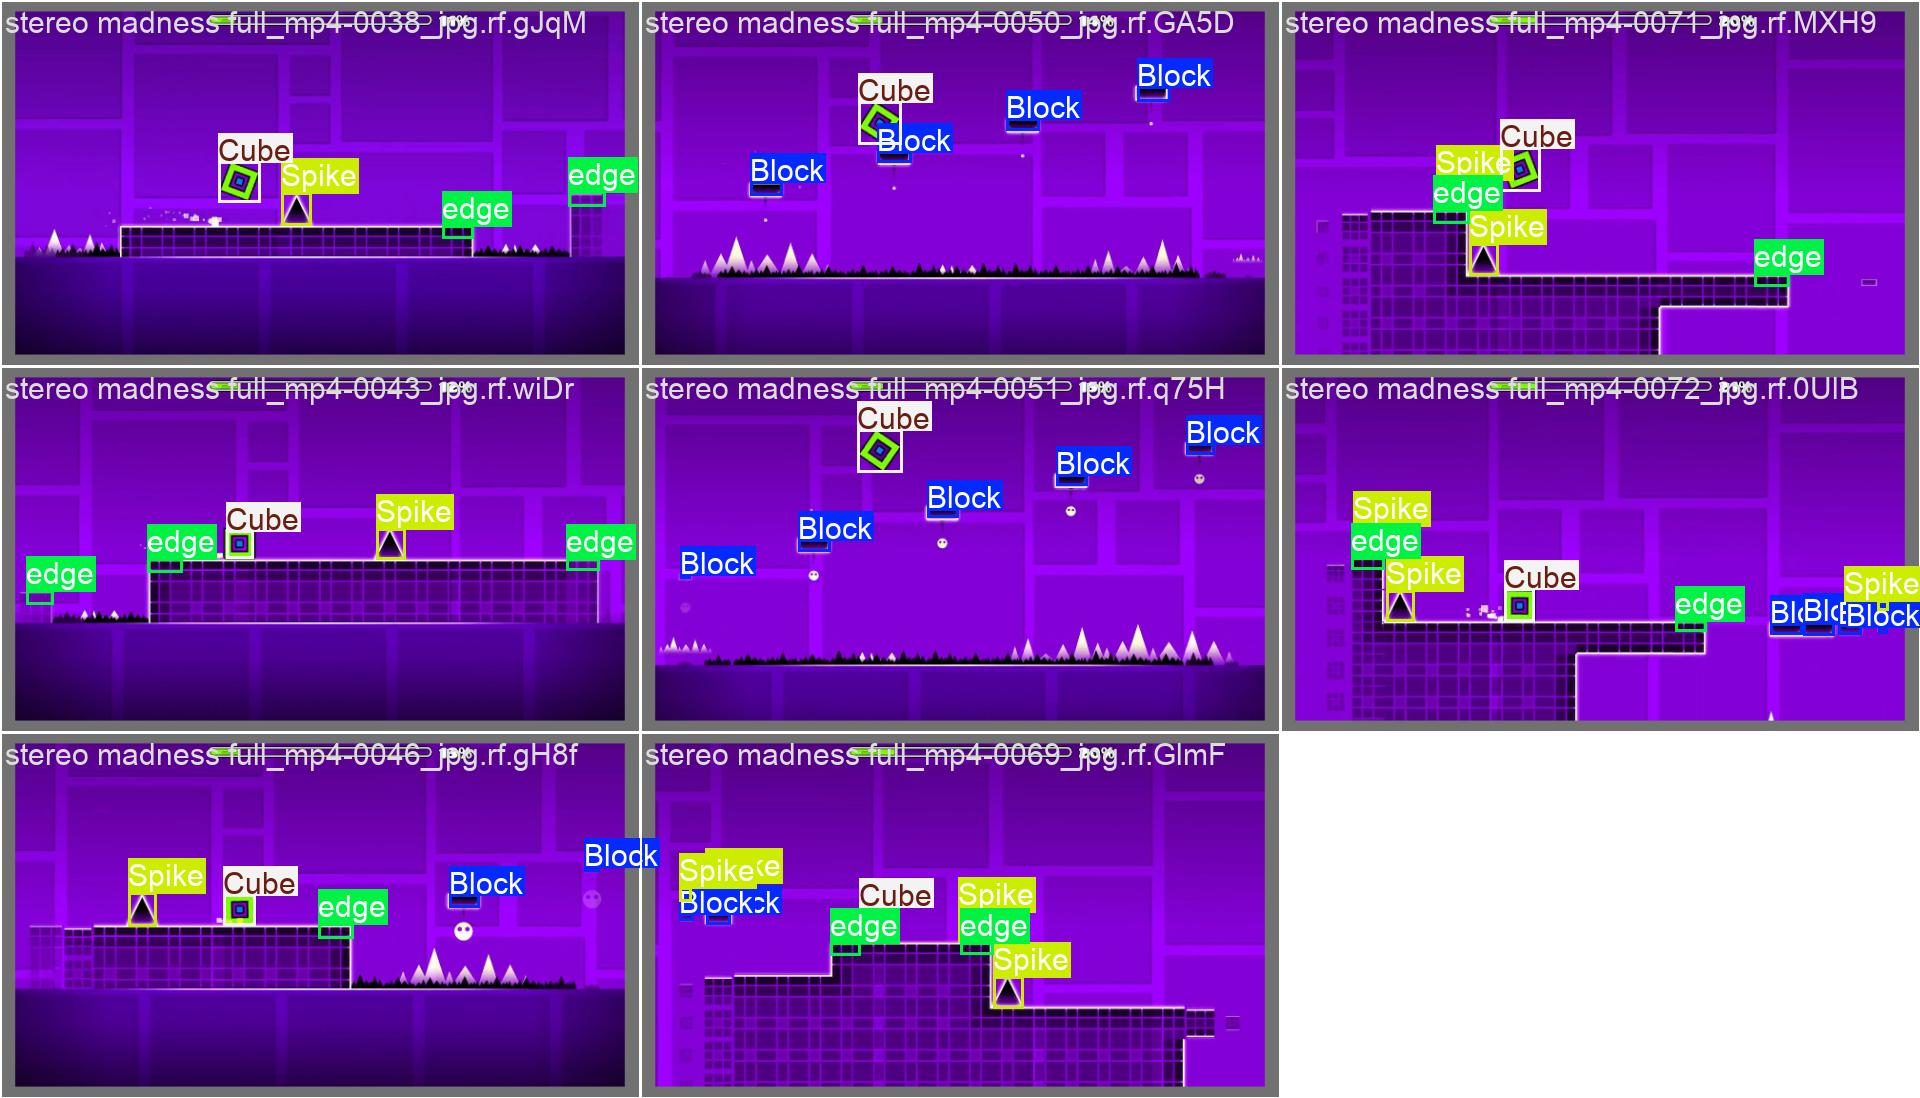 stereo madness full_mp4-0038_jpg.rf.gJqM
Cube
Spike
edge
edge
stereo madness full_mp4-0050_jpg.rf.GA5D
Block
Cube
Block
Block
Block
stereo madness full_mp4-0071_jpg.rf.MXH9
Cube
Spike
edge
Spike
edge
stereo madness full_mp4-0043_jpg.rf.wiDr
Spike
Cube
edge
edge
edge
stereo madness full_mp4-0051_jpg.rf.q75H
Cube
Block
Block
Block
Block
Block
stereo madness full_mp4-0072_jpg.rf.0UlB
Spike
edge
Spike
Cube
Spike
edge
Block
stereo madness full_mp4-0046_jpg.rf.gH8f
Block
Spike
Cube
Block
edge
stereo madness full_mp4-0069_jpg.rf.GlmF
Spike
Block
Cube
Spike
edge
edge
Spike